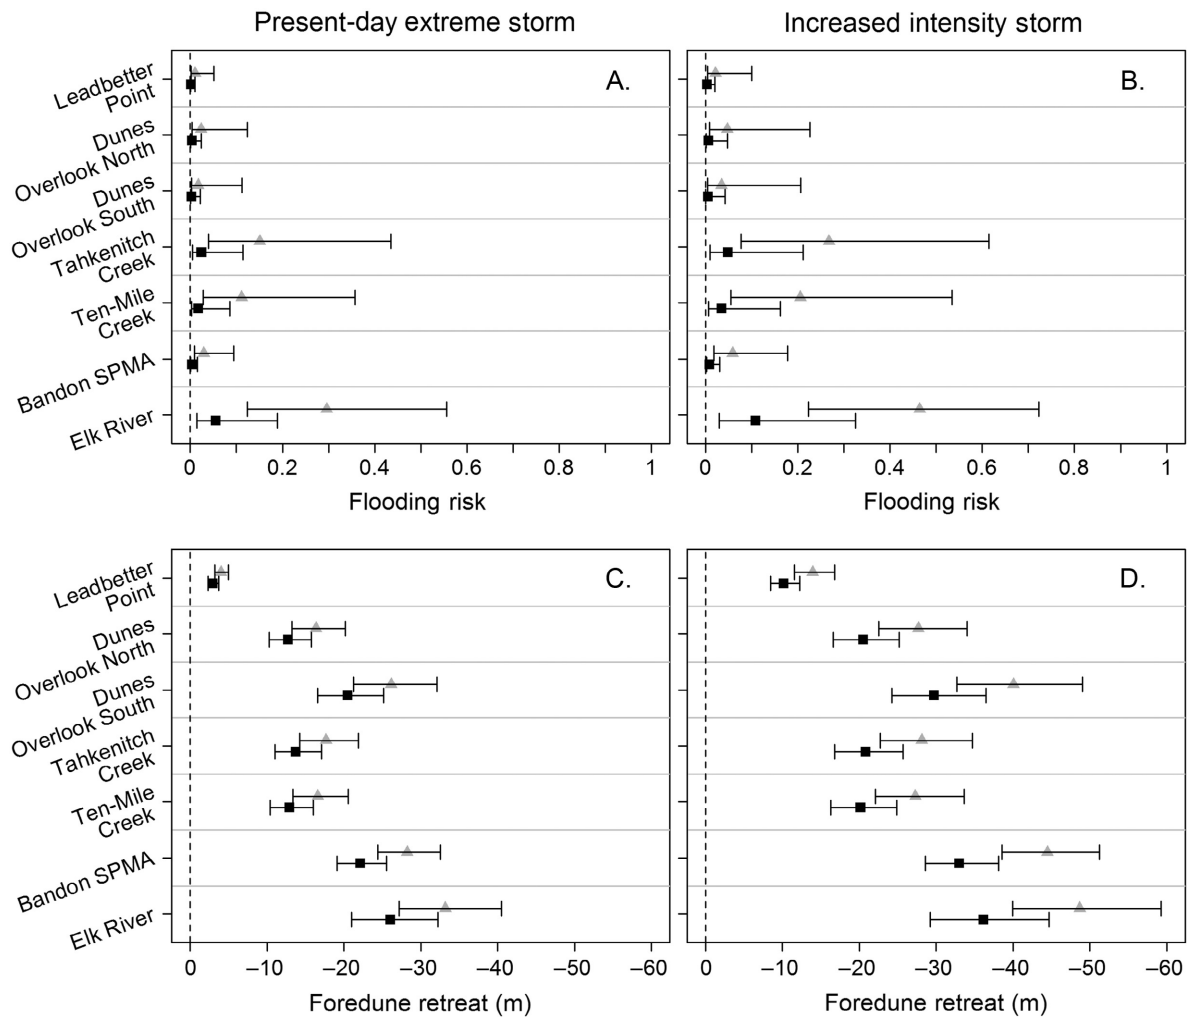 Present-day extreme storm
Increased intensity storm
A.
B.
Leadbetter
Point
Dunes
Overlook North
Dunes
Overlook South
Tahkenitch
Creek
Ten-Mile
Creek
Bandon SPMA
Elk River
0 0.2 0.4 0.6 0.8 1
0 0.2 0.4 0.6 0.8 1
Flooding risk
Flooding risk
C.
D.
Leadbetter
Point
Dunes
Overlook North
Dunes
Overlook South
Tahkenitch
Creek
Ten-Mile
Creek
Bandon SPMA
Elk River
0 –10 –20 –30 –40 –50 –60
0 –10 –20 –30 –40 –50 –60
Foredune retreat (m)
Foredune retreat (m)